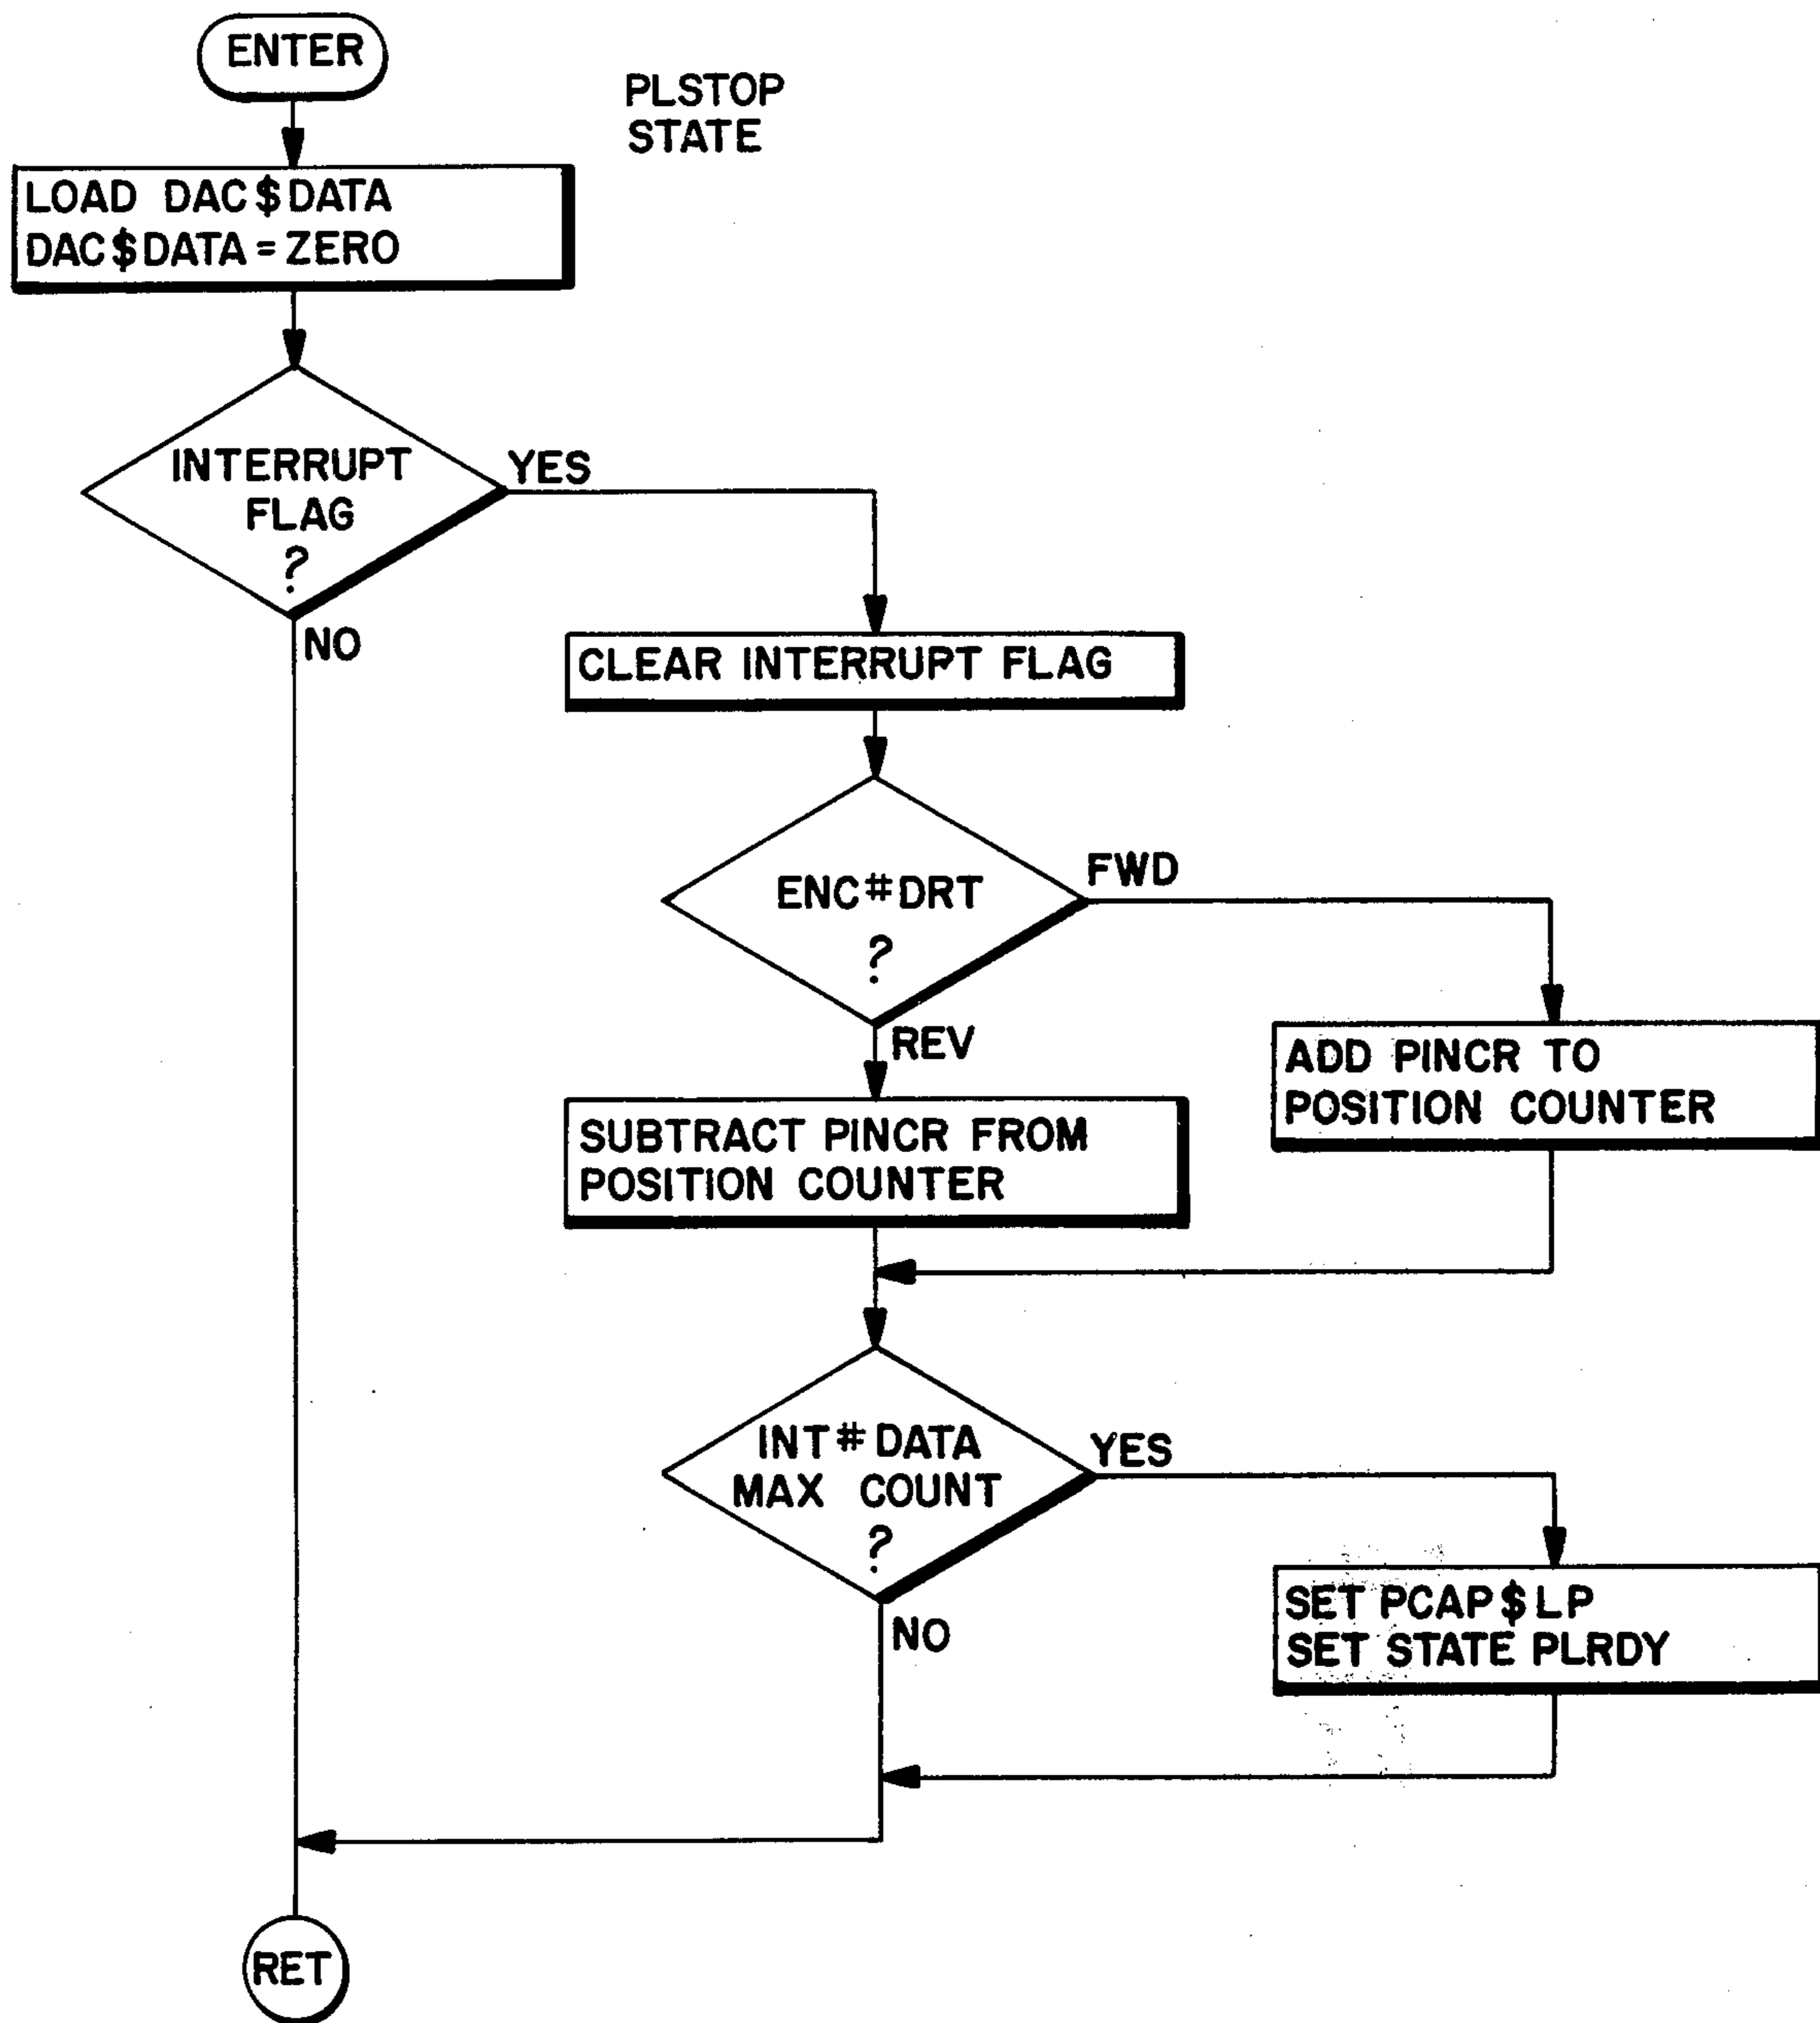 ENTER
PLSTOP
STATE
LOAD DAC$DATA
DAC$DATA=ZERO
INTERRUPT
FLAG
?
YES
NO
CLEAR INTERRUPT FLAG
ENC#DRT
?
FWD
REV
ADD PINCR TO
POSITION COUNTER
SUBTRACT PINCR FROM
POSITION COUNTER
INT#DATA
MAX COUNT
?
YES
NO
SET PCAP$LP
SET STATE PLRDY
RET